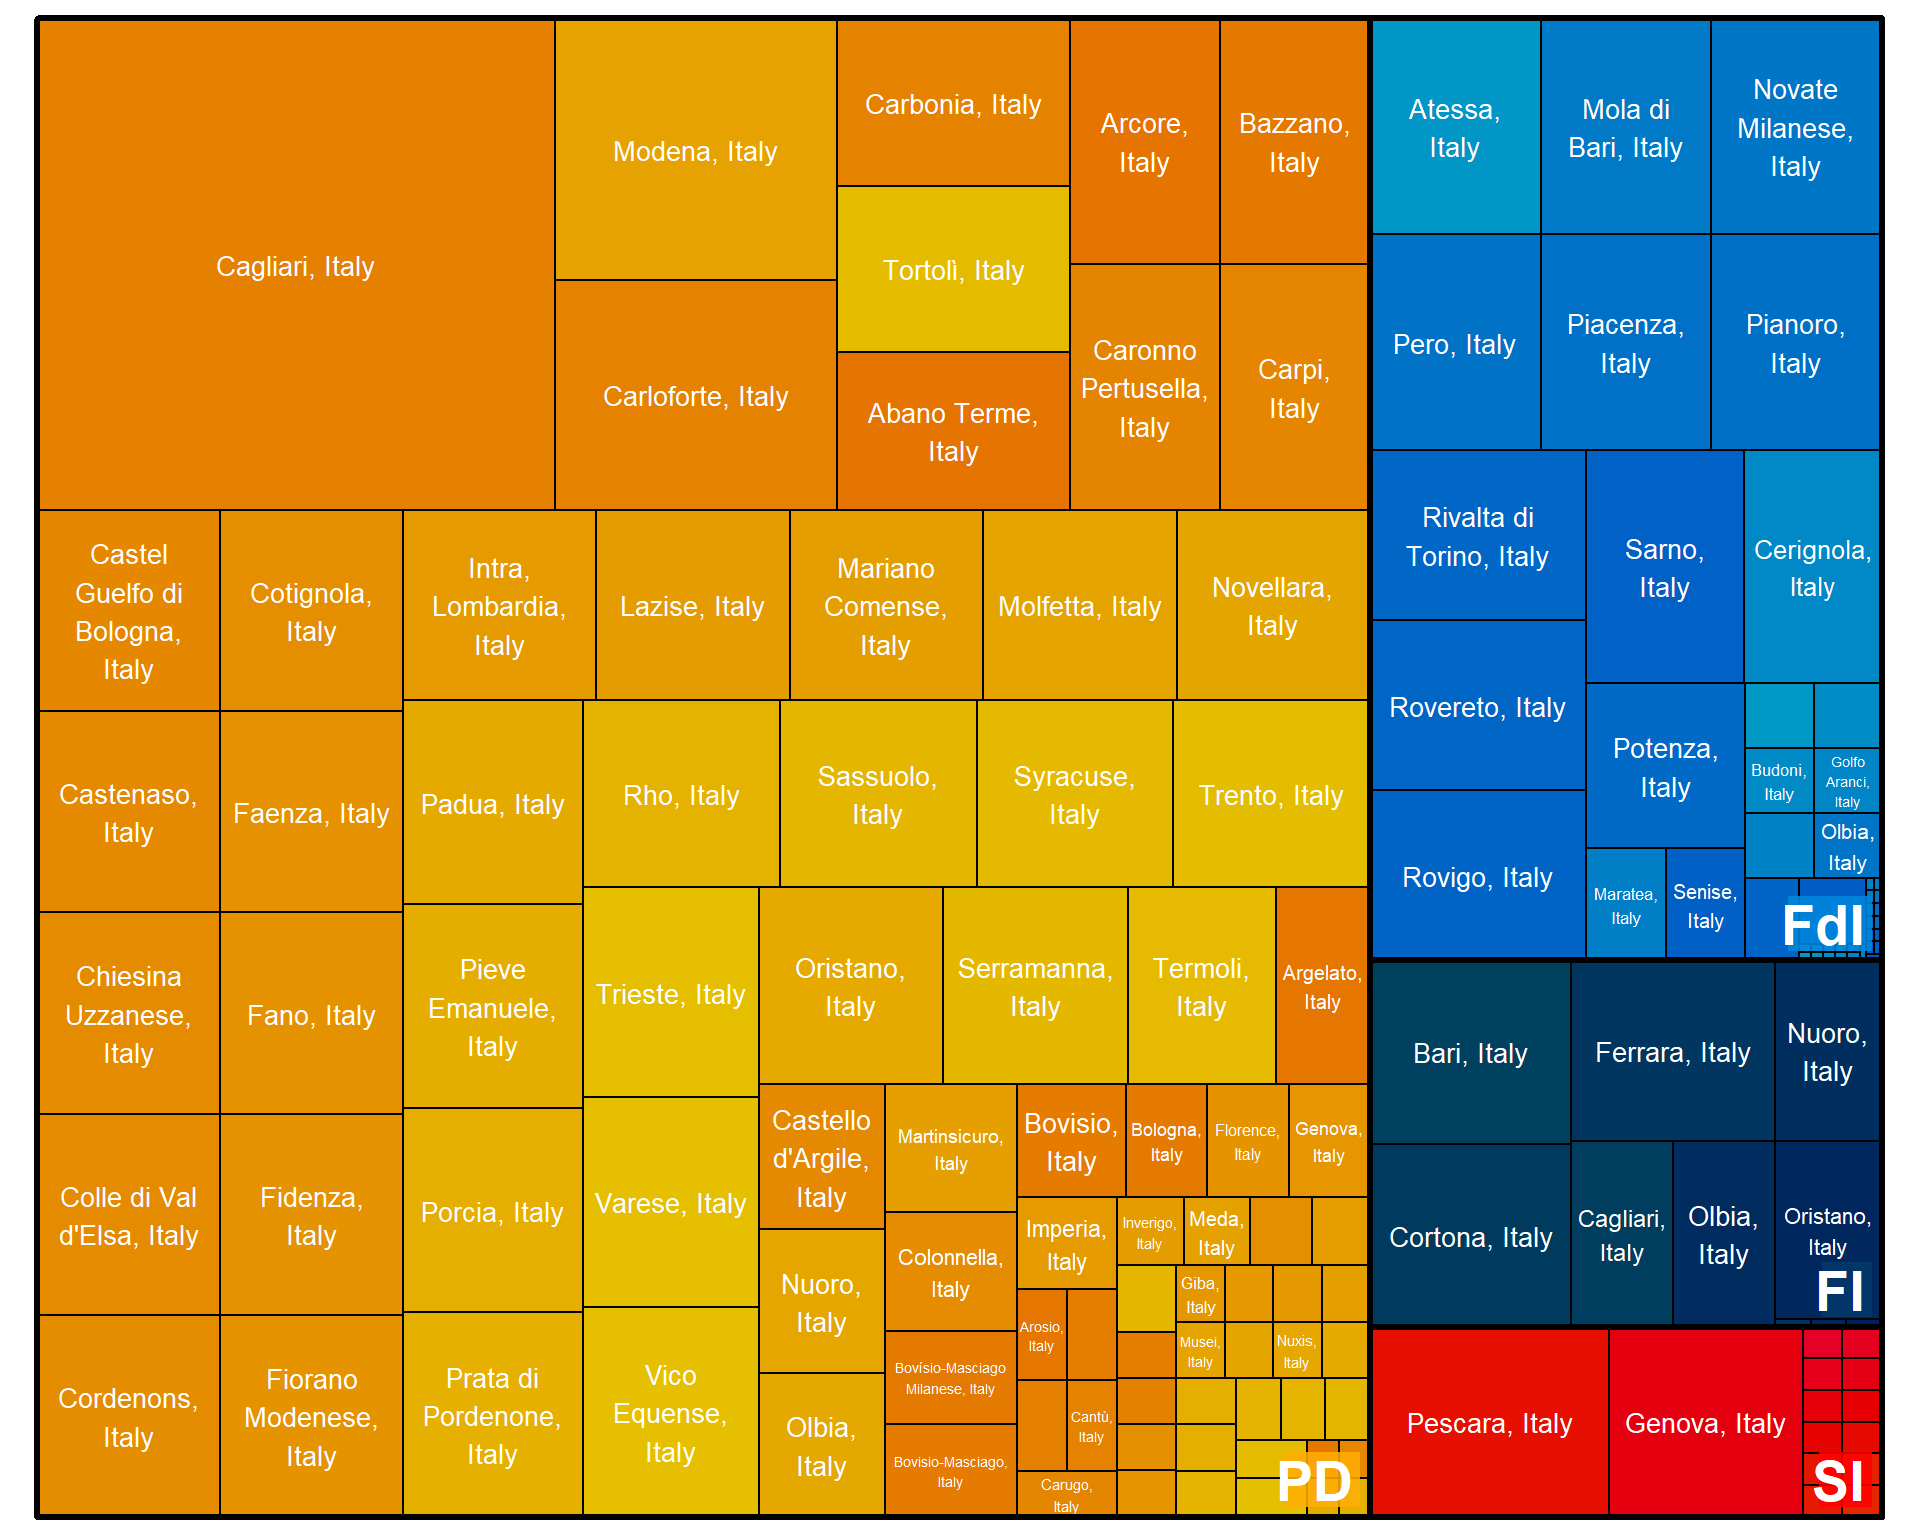 Cagliari, Italy
Modena, Italy
Carloforte, Italy
Carbonia, Italy
Tortolì, Italy
Abano Terme,
Italy
Arcore,
Italy
Bazzano,
Italy
Caronno
Pertusella,
Italy
Carpi,
Italy
Castel
Guelfo di
Bologna,
Italy
Cotignola,
Italy
Castenaso,
Italy
Faenza, Italy
Chiesina
Uzzanese,
Italy
Fano, Italy
Colle di Val
d'Elsa, Italy
Fidenza,
Italy
Cordenons,
Italy
Fiorano
Modenese,
Italy
Intra,
Lombardia,
Italy
Lazise, Italy
Mariano
Comense,
Italy
Molfetta, Italy
Novellara,
Italy
Padua, Italy
Pieve
Emanuele,
Italy
Porcia, Italy
Prata di
Pordenone,
Italy
Rho, Italy
Sassuolo,
Italy
Syracuse,
Italy
Trento, Italy
Trieste, Italy
Varese, Italy
Vico
Equense,
Italy
Oristano,
Italy
Serramanna,
Italy
Termoli,
Italy
Argelato,
Italy
Castello
d'Argile,
Italy
Nuoro,
Italy
Olbia,
Italy
Martinsicuro,
Italy
Colonnella,
Italy
Bovísio-Masciago
Milanese, Italy
Bovisio-Masciago,
Italy
Bovisio,
Italy
Bologna,
Italy
Florence,
Italy
Genova,
Italy
Imperia,
Italy
Inverigo,
Italy
Meda,
Italy
Arosio,
Italy
Cantù,
Italy
Carugo,
Italy
Giba,
Italy
Musei,
Italy
Nuxis,
Italy
PD
Atessa,
Italy
Mola di
Bari, Italy
Novate
Milanese,
Italy
Pero, Italy
Piacenza,
Italy
Pianoro,
Italy
Rivalta di
Torino, Italy
Rovereto, Italy
Rovigo, Italy
Sarno,
Italy
Cerignola,
Italy
Potenza,
Italy
Maratea,
Italy
Senise,
Italy
Budoni,
Italy
Golfo
Aranci,
Italy
Olbia,
Italy
FdI
Bari, Italy
Ferrara, Italy
Nuoro,
Italy
Cortona, Italy
Cagliari,
Italy
Olbia,
Italy
Oristano,
Italy
FI
Pescara, Italy
Genova, Italy
SI